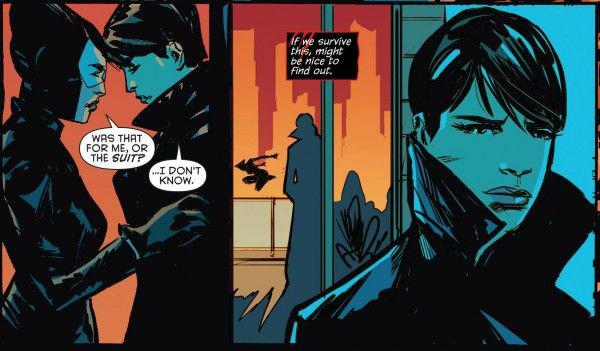 WAS THAT
FOR ME, OR
THE SUIT?
...I DON'T
KNOW.
If we survive
this, might
be nice to
find out.